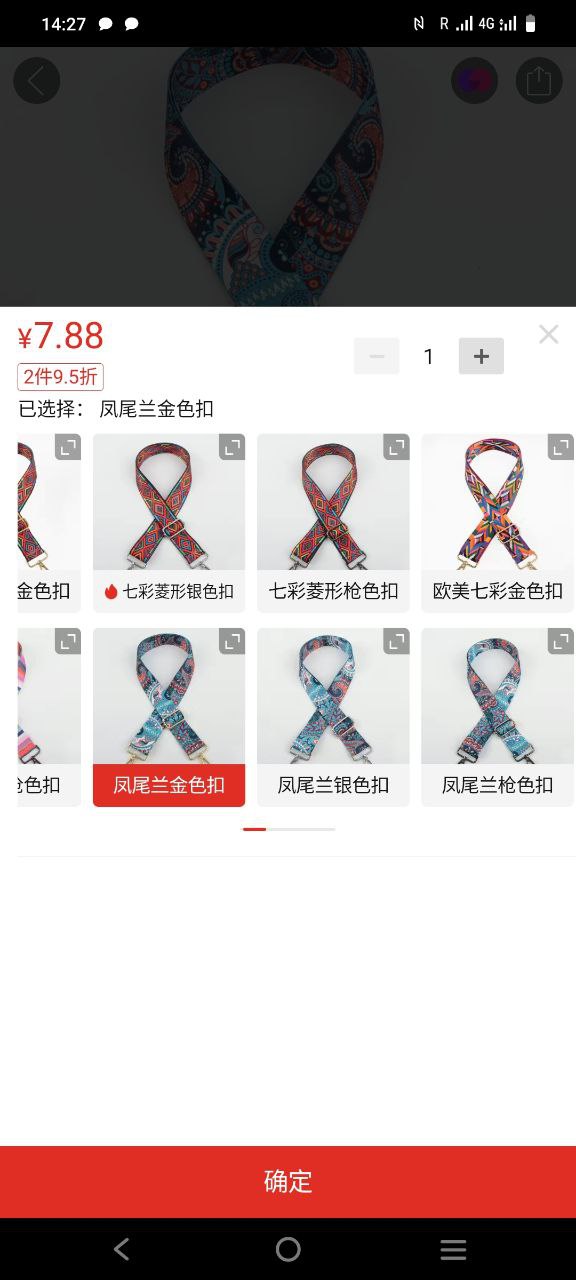 14:27
R 4G
¥7.88
1
2件9.5折
已选择： 凤尾兰金色扣
金色扣
七彩菱形银色扣
七彩菱形枪色扣
欧美七彩金色扣
色扣
凤尾兰金色扣
凤尾兰银色扣
凤尾兰枪色扣
确定